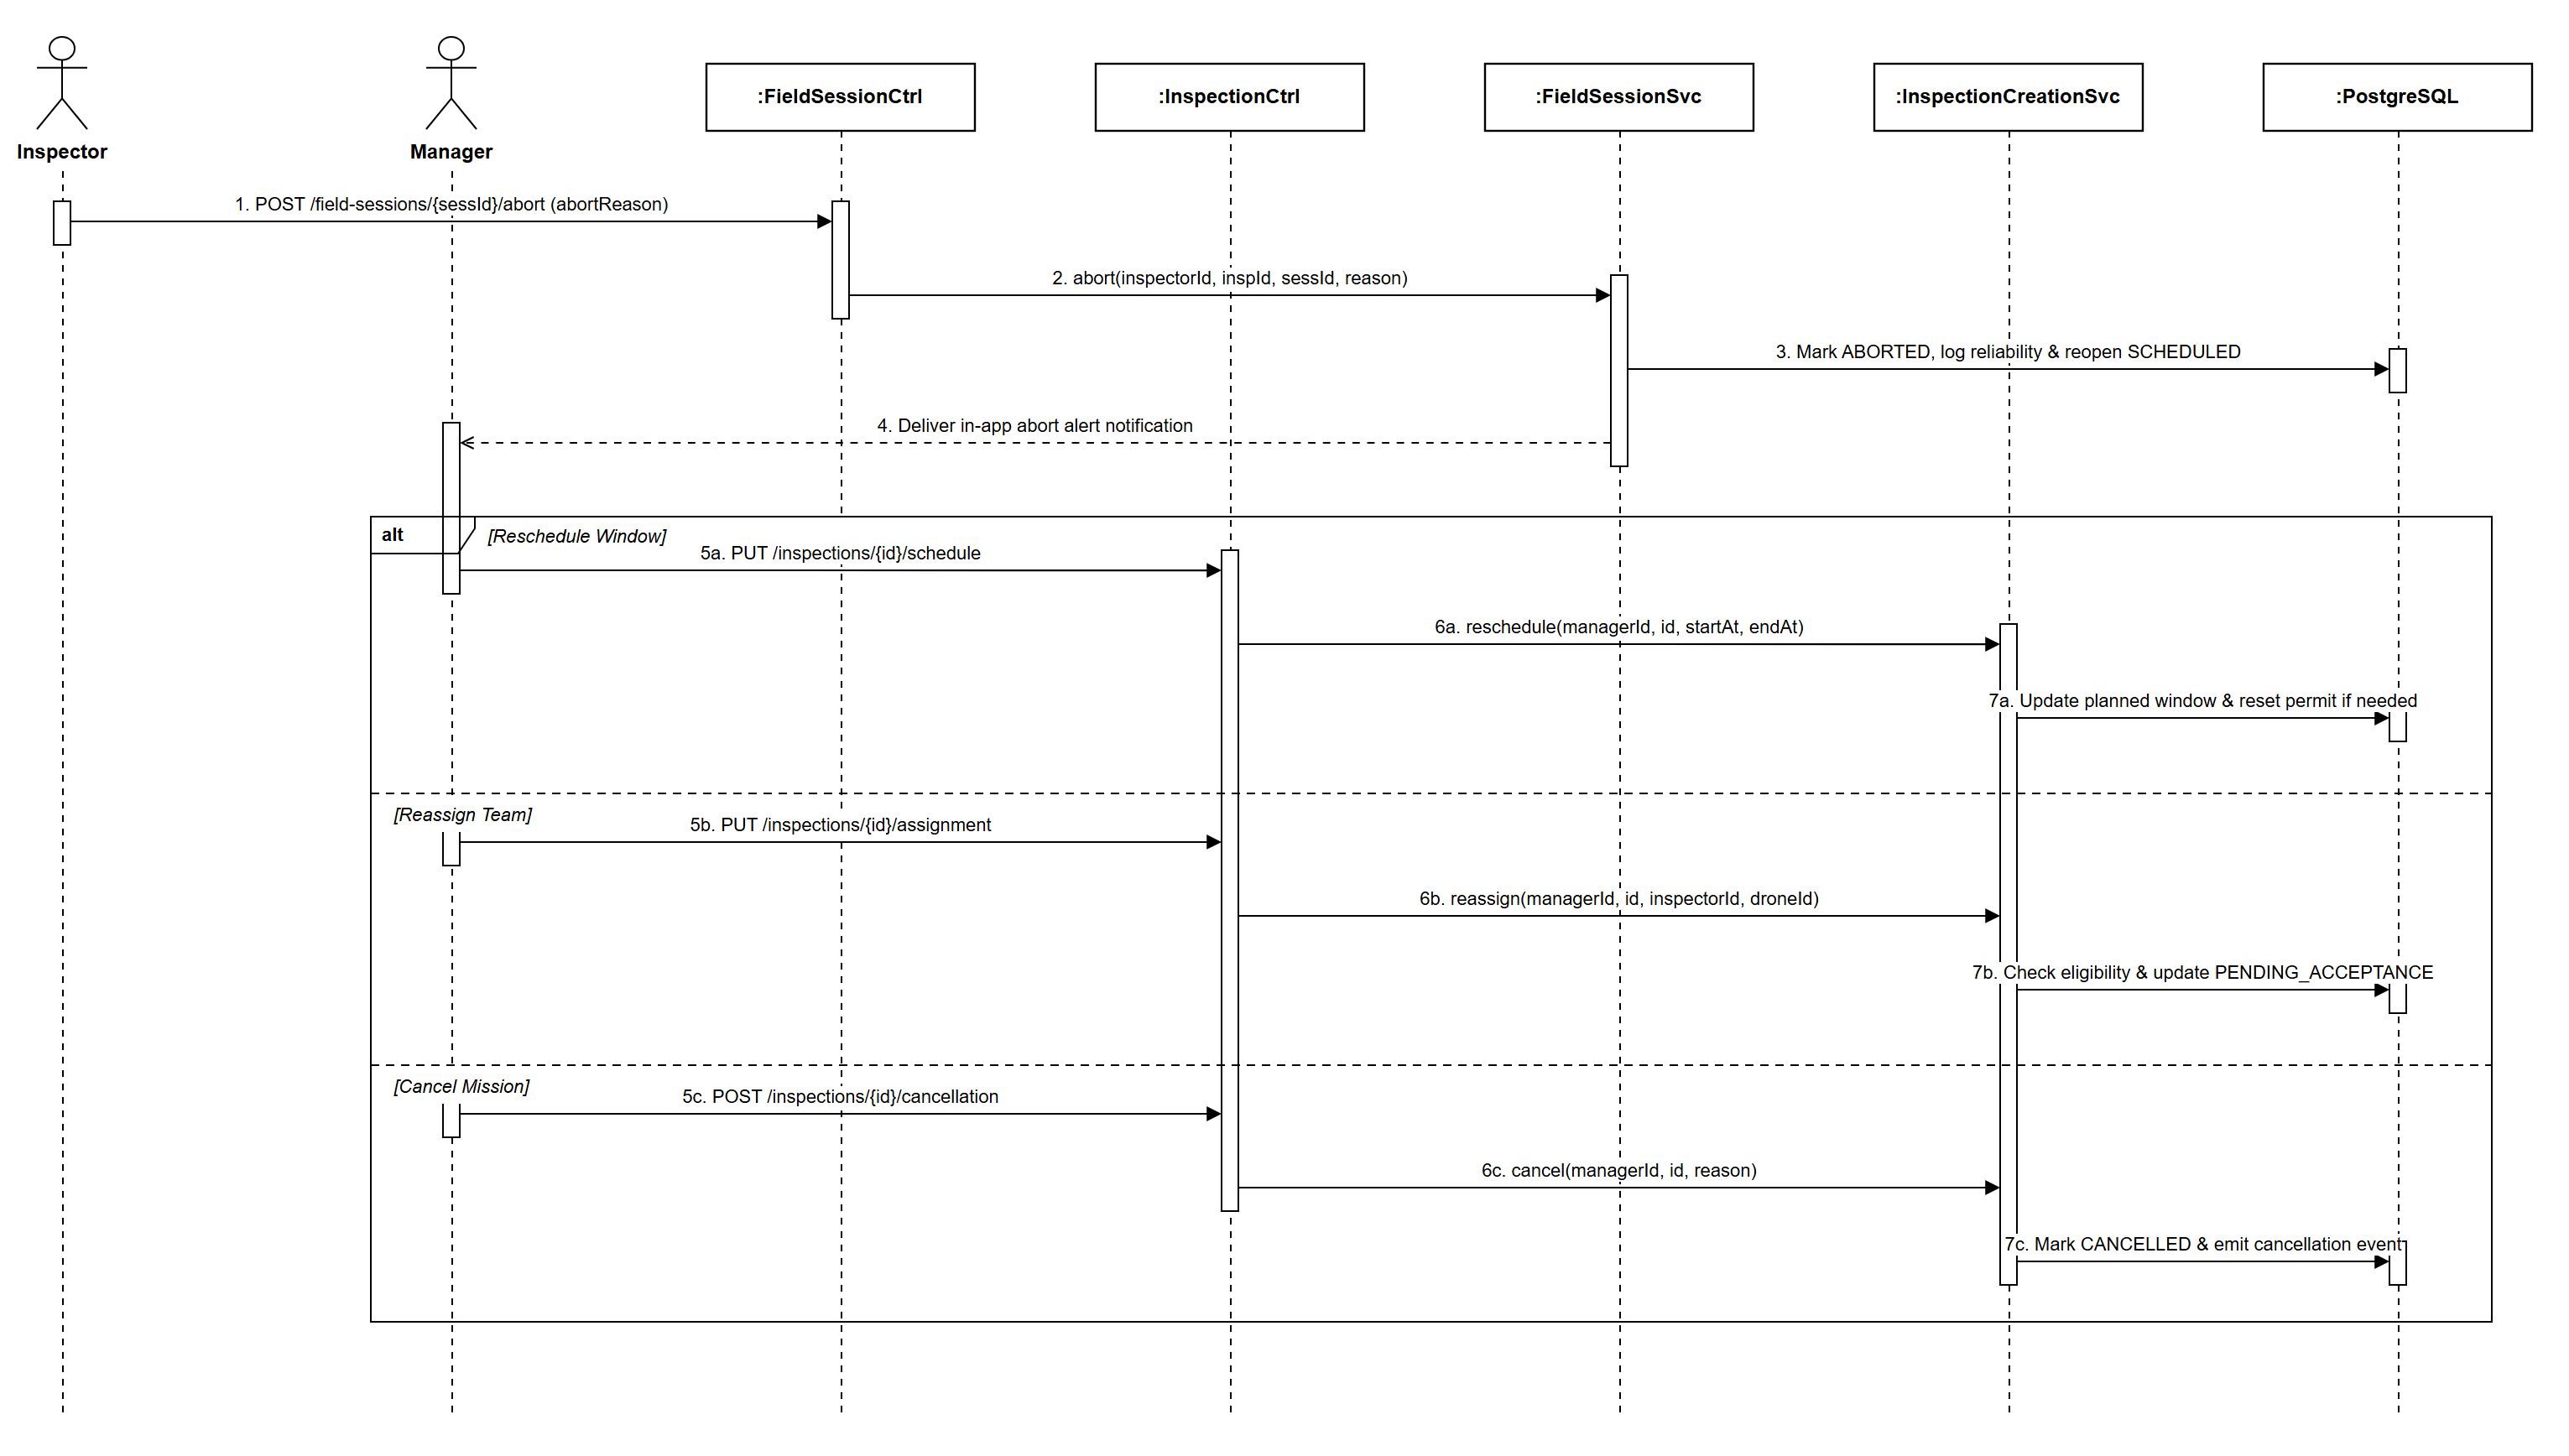 Inspector
Manager
:FieldSessionCtrl
:InspectionCtrl
:FieldSessionSvc
:InspectionCreationSvc
:PostgreSQL
1. POST /field-sessions/{sessId}/abort (abortReason)
2. abort(inspectorId, inspId, sessId, reason)
3. Mark ABORTED, log reliability & reopen SCHEDULED
4. Deliver in-app abort alert notification
alt
[Reschedule Window]
5a. PUT /inspections/{id}/schedule
6a. reschedule(managerId, id, startAt, endAt)
7a. Update planned window & reset permit if needed
[Reassign Team]
5b. PUT /inspections/{id}/assignment
6b. reassign(managerId, id, inspectorId, droneId)
7b. Check eligibility & update PENDING_ACCEPTANCE
[Cancel Mission]
5c. POST /inspections/{id}/cancellation
6c. cancel(managerId, id, reason)
7c. Mark CANCELLED & emit cancellation event